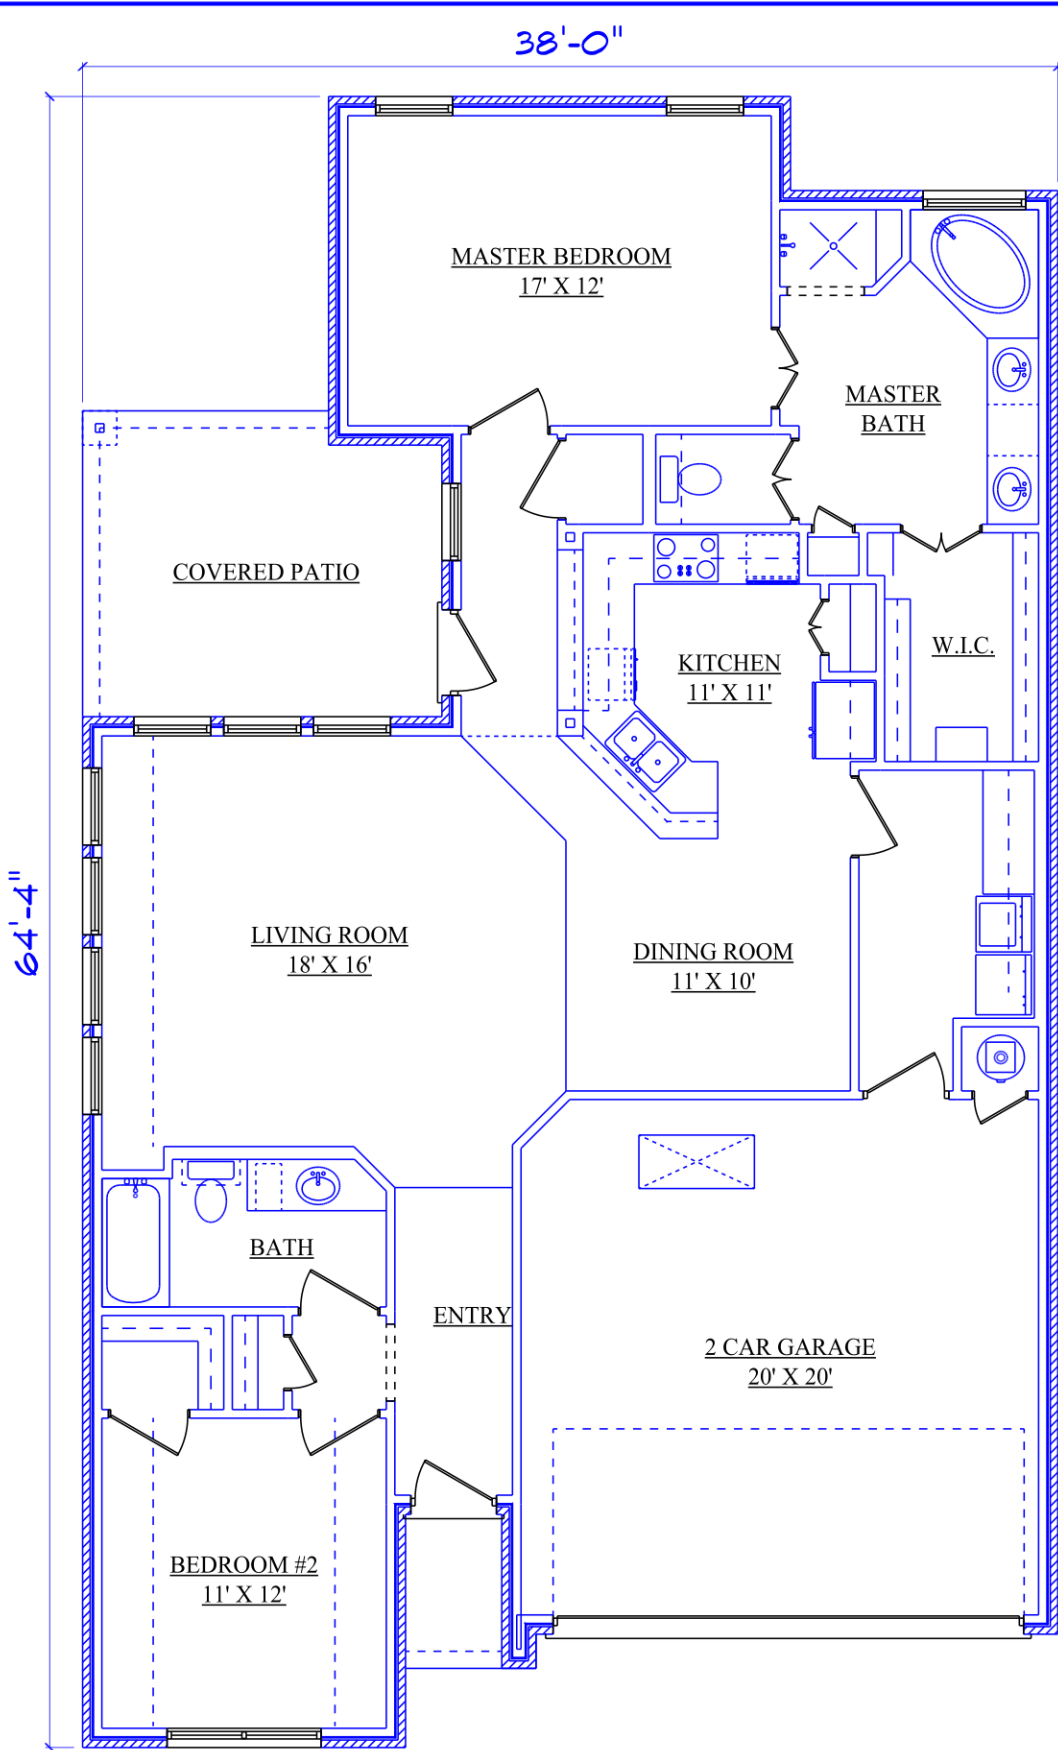 38'-0"
MASTER BEDROOM
17' X 12'
MASTER
BATH
COVERED PATIO
W.I.C.
KITCHEN
11' X 11'
64'-4"
LIVING ROOM
18' X 16'
DINING ROOM
11' X 10'
BATH
ENTRY
2 CAR GARAGE
20' X 20'
BEDROOM #2
11' X 12'